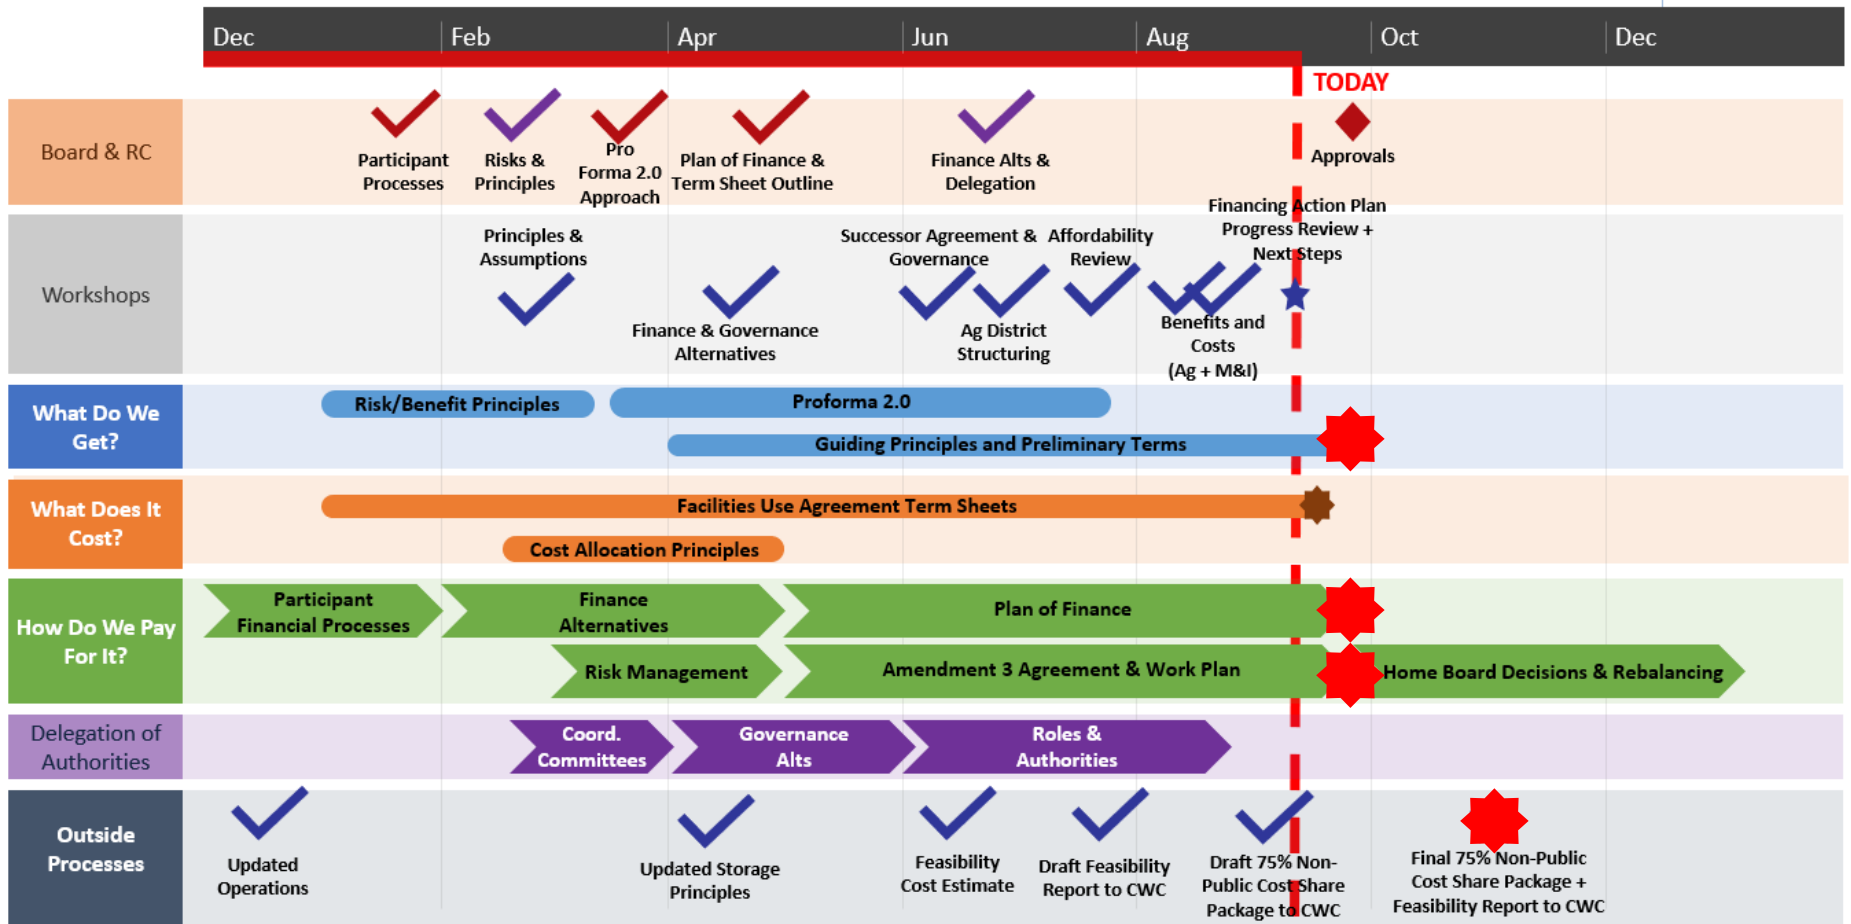 Dec
Feb
Apr
Jun
Aug
Oct
Dec
TODAY
Board & RC
Participant
Processes
Risks &
Principles
Pro
Forma 2.0
Approach
Plan of Finance &
Term Sheet Outline
Finance Alts &
Delegation
Approvals
Workshops
Principles &
Assumptions
Finance & Governance
Alternatives
Successor Agreement &
Governance
Ag District
Structuring
Affordability
Review
Benefits and
Costs
(Ag + M&I)
Financing Action Plan
Progress Review +
Next Steps
What Do We
Get?
Risk/Benefit Principles
Proforma 2.0
Guiding Principles and Preliminary Terms
What Does It
Cost?
Facilities Use Agreement Term Sheets
Cost Allocation Principles
How Do We Pay
For It?
Participant
Financial Processes
Finance
Alternatives
Plan of Finance
Risk Management
Amendment 3 Agreement & Work Plan
Home Board Decisions & Rebalancing
Delegation of
Authorities
Coord.
Committees
Governance
Alts
Roles &
Authorities
Outside
Processes
Updated
Operations
Updated Storage
Principles
Feasibility
Cost Estimate
Draft Feasibility
Report to CWC
Draft 75% Non-
Public Cost Share
Package to CWC
Final 75% Non-Public
Cost Share Package +
Feasibility Report to CWC